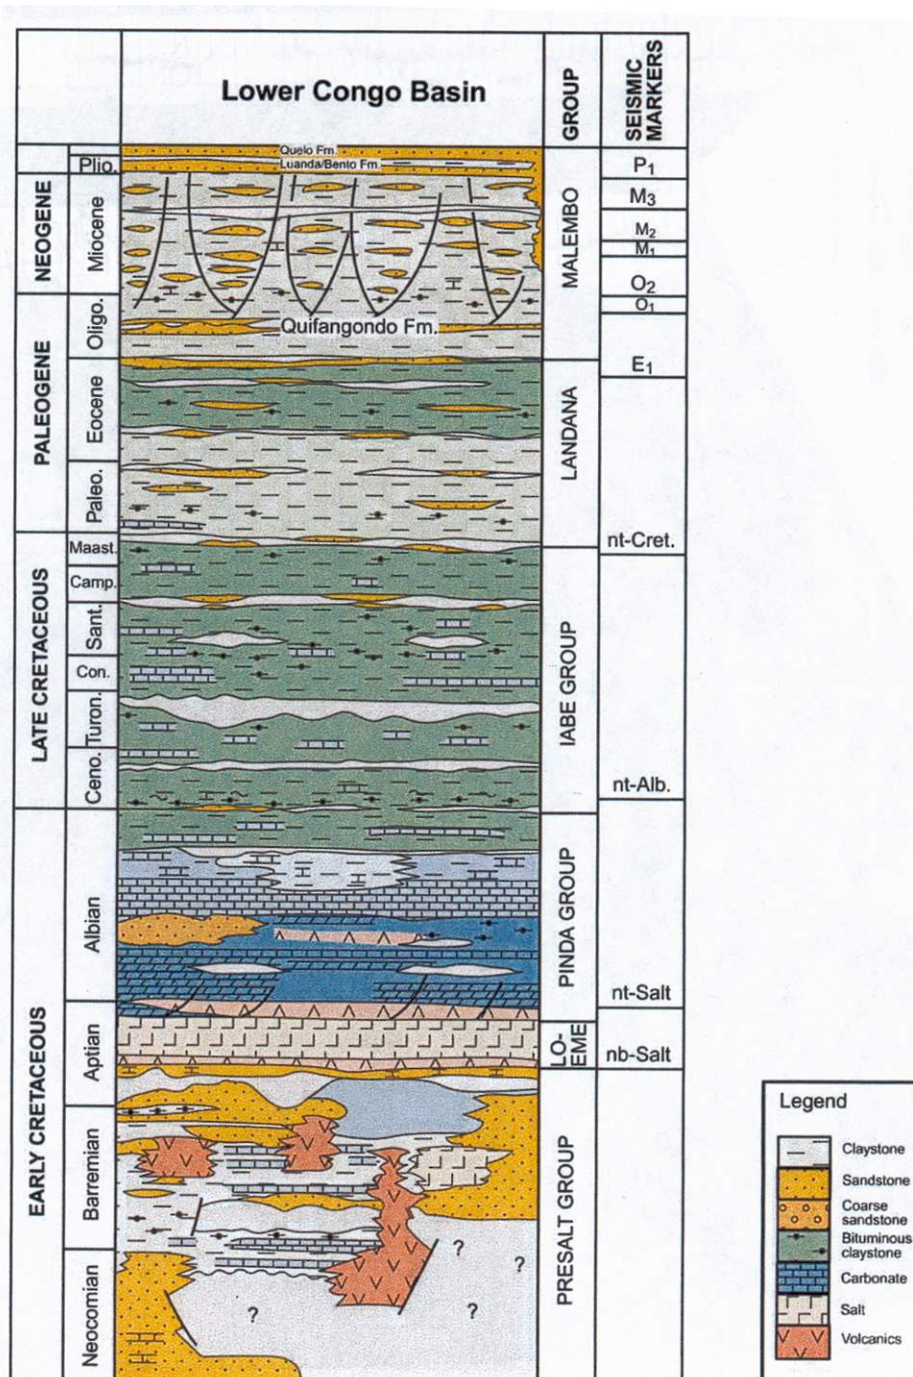 Lower Congo Basin
GROUP
SEISMIC
MARKERS
Quelo Fm.
Plio.
Luanda/Bento Fm.
P1
NEOGENE
Miocene
MALEMBO
M3
M2
M1
O2
O1
PALEOGENE
Oligo.
Quifangondo Fm.
E1
Eocene
LANDANA
Paleo.
nt-Cret.
LATE CRETACEOUS
Maast.
Camp.
Sant.
Con.
Turon.
Ceno.
IABE GROUP
nt-Alb.
EARLY CRETACEOUS
Albian
PINDA GROUP
nt-Salt
Aptian
LO-
EME
nb-Salt
Barremian
PRESALT GROUP
Neocomian
?
?
?
?
Legend
Claystone
Sandstone
Coarse
sandstone
Bituminous
claystone
Carbonate
Salt
Volcanics